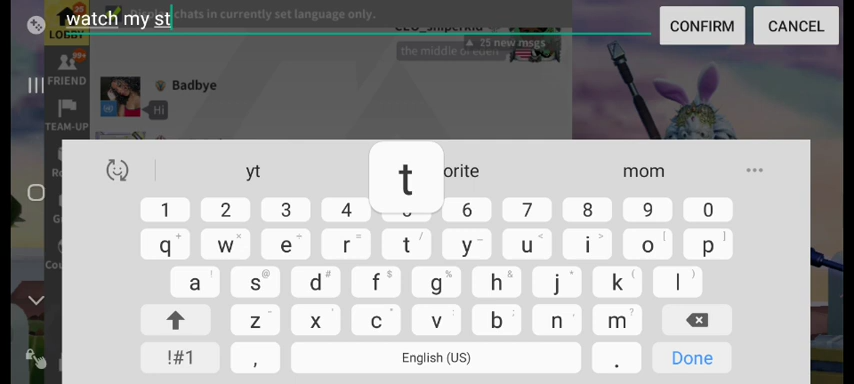 watch my st
CONFIRM
CANCEL
chats in currently set language only.
LOBBY
25 new msgs
the middle of eden
99+
FRIEND
Badbye
Hi
TEAM-UP
yt
t
orite
mom
•••
1 2 3 4 6 7 8 9 0
q + w × e ÷ r = t / y _ u < i > o [ p ]
a ! s @ d # f $ g % h & j * k ( l )
z - x ' c " v : b ; n , m ?
!#1 , English (US) . Done